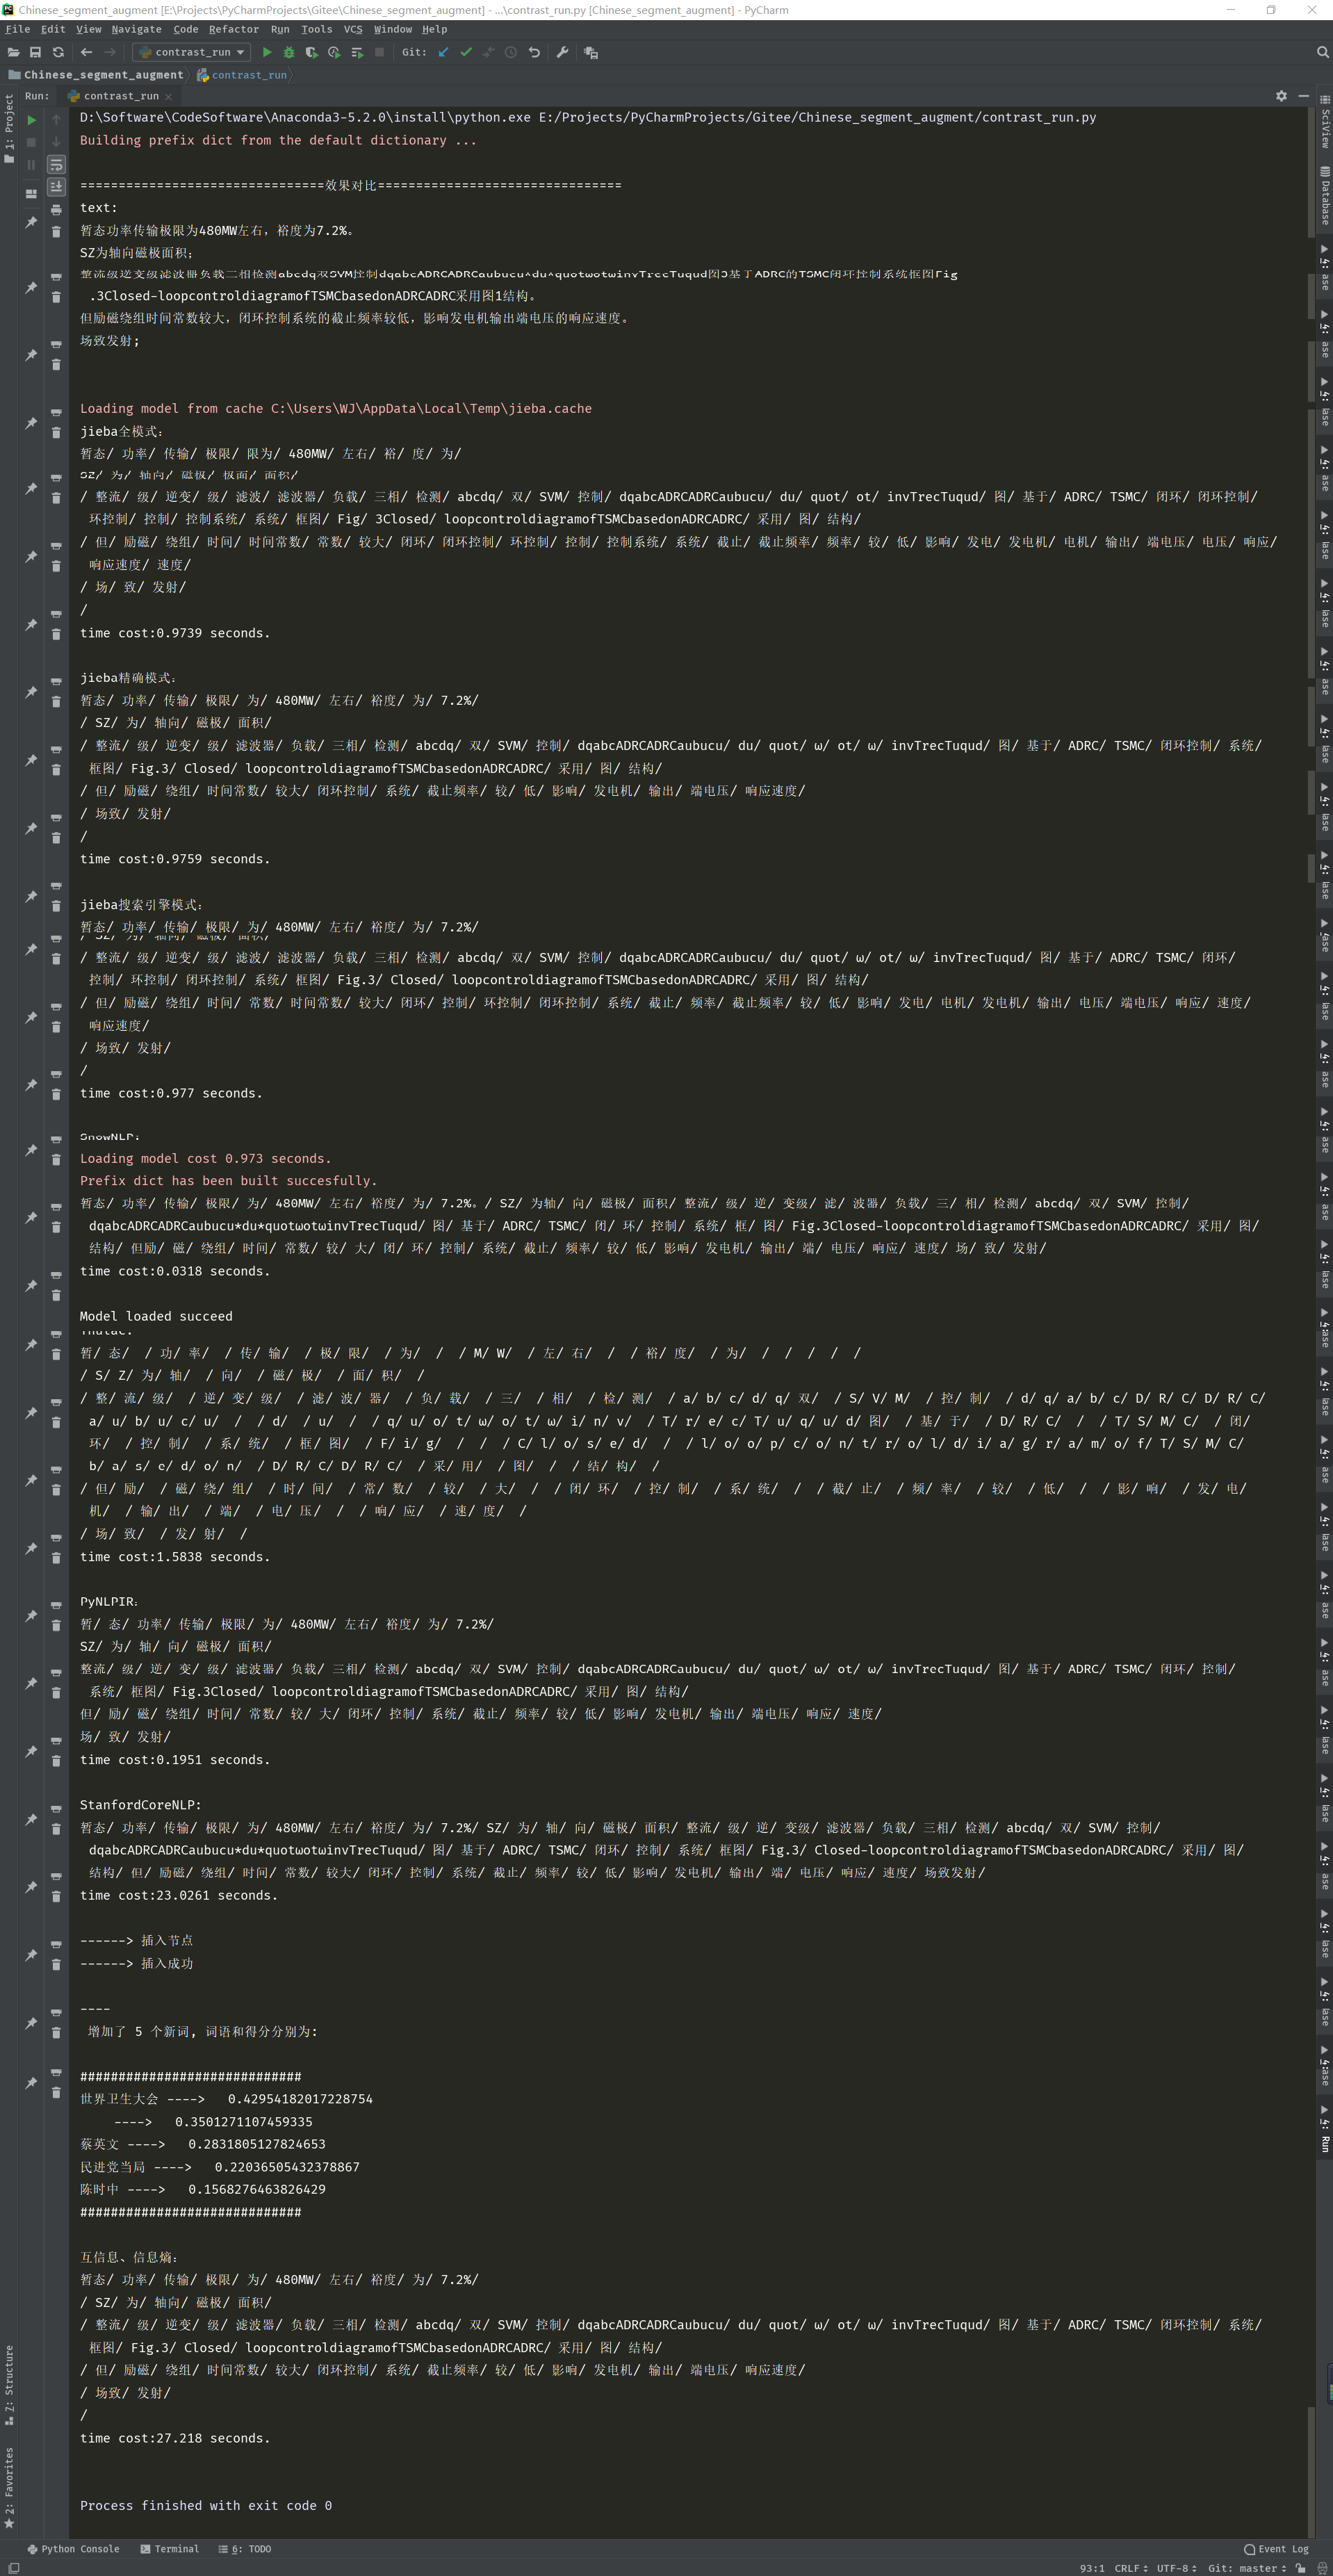 Chinese_segment_augment [E:\Projects\PyCharmProjects\Gitee\Chinese_segment_augment] - ...\contrast_run.py [Chinese_segment_augment] - PyCharm
File Edit View Navigate Code Refactor Run Tools VCS Window Help
contrast_run Git:
Chinese_segment_augment contrast_run
Run: contrast_run
1: Project
SciView
Database
D:\Software\CodeSoftware\Anaconda3-5.2.0\install\python.exe E:/Projects/PyCharmProjects/Gitee/Chinese_segment_augment/contrast_run.py
Building prefix dict from the default dictionary ...
================================效果对比================================
text:
暂态功率传输极限为480MW左右，裕度为7.2%。
SZ为轴向磁极面积；
整流级逆变级滤波器负载三相检测abcdq双SVM控制dqabcADRCADRCaubucu*du*quotwotwinvTrecTuqud图3基于ADRC的TSMC闭环控制系统框图Fig
.3Closed-loopcontroldiagramofTSMCbasedonADRCADRC采用图1结构。
但励磁绕组时间常数较大，闭环控制系统的截止频率较低，影响发电机输出端电压的响应速度。
场致发射；
Loading model from cache C:\Users\WJ\AppData\Local\Temp\jieba.cache
jieba全模式：
暂态/ 功率/ 传输/ 极限/ 限为/ 480MW/ 左右/ 裕/ 度/ 为/
SZ/ 为/ 轴向/ 磁极/ 极面/ 面积/
/ 整流/ 级/ 逆变/ 级/ 滤波/ 滤波器/ 负载/ 三相/ 检测/ abcdq/ 双/ SVM/ 控制/ dqabcADRCADRCaubucu/ du/ quot/ ot/ invTrecTuqud/ 图/ 基于/ ADRC/ TSMC/ 闭环/ 闭环控制/
环控制/ 控制/ 控制系统/ 系统/ 框图/ Fig/ 3Closed/ loopcontroldiagramofTSMCbasedonADRCADRC/ 采用/ 图/ 结构/
/ 但/ 励磁/ 绕组/ 时间/ 时间常数/ 常数/ 较大/ 闭环/ 闭环控制/ 环控制/ 控制/ 控制系统/ 系统/ 截止/ 截止频率/ 频率/ 较/ 低/ 影响/ 发电/ 发电机/ 电机/ 输出/ 端电压/ 电压/ 响应/
响应速度/ 速度/
/ 场/ 致/ 发射/
/
time cost:0.9739 seconds.
jieba精确模式：
暂态/ 功率/ 传输/ 极限/ 为/ 480MW/ 左右/ 裕度/ 为/ 7.2%/
/ SZ/ 为/ 轴向/ 磁极/ 面积/
/ 整流/ 级/ 逆变/ 级/ 滤波器/ 负载/ 三相/ 检测/ abcdq/ 双/ SVM/ 控制/ dqabcADRCADRCaubucu/ du/ quot/ ω/ ot/ ω/ invTrecTuqud/ 图/ 基于/ ADRC/ TSMC/ 闭环控制/ 系统/
框图/ Fig.3/ Closed/ loopcontroldiagramofTSMCbasedonADRCADRC/ 采用/ 图/ 结构/
/ 但/ 励磁/ 绕组/ 时间常数/ 较大/ 闭环控制/ 系统/ 截止频率/ 较/ 低/ 影响/ 发电机/ 输出/ 端电压/ 响应速度/
/ 场致/ 发射/
/
time cost:0.9759 seconds.
jieba搜索引擎模式：
暂态/ 功率/ 传输/ 极限/ 为/ 480MW/ 左右/ 裕度/ 为/ 7.2%/
/ SZ/ 为/ 轴向/ 磁极/ 面积/
/ 整流/ 级/ 逆变/ 级/ 滤波/ 滤波器/ 负载/ 三相/ 检测/ abcdq/ 双/ SVM/ 控制/ dqabcADRCADRCaubucu/ du/ quot/ ω/ ot/ ω/ invTrecTuqud/ 图/ 基于/ ADRC/ TSMC/ 闭环/
控制/ 环控制/ 闭环控制/ 系统/ 框图/ Fig.3/ Closed/ loopcontroldiagramofTSMCbasedonADRCADRC/ 采用/ 图/ 结构/
/ 但/ 励磁/ 绕组/ 时间/ 常数/ 时间常数/ 较大/ 闭环/ 控制/ 环控制/ 闭环控制/ 系统/ 截止/ 频率/ 截止频率/ 较/ 低/ 影响/ 发电/ 电机/ 发电机/ 输出/ 电压/ 端电压/ 响应/ 速度/
响应速度/
/ 场致/ 发射/
/
time cost:0.977 seconds.
SnowNLP:
Loading model cost 0.973 seconds.
Prefix dict has been built succesfully.
暂态/ 功率/ 传输/ 极限/ 为/ 480MW/ 左右/ 裕度/ 为/ 7.2%。/ SZ/ 为轴/ 向/ 磁极/ 面积/ 整流/ 级/ 逆/ 变级/ 滤/ 波器/ 负载/ 三/ 相/ 检测/ abcdq/ 双/ SVM/ 控制/
dqabcADRCADRCaubucu*du*quotωotωinvTrecTuqud/ 图/ 基于/ ADRC/ TSMC/ 闭/ 环/ 控制/ 系统/ 框/ 图/ Fig.3Closed-loopcontroldiagramofTSMCbasedonADRCADRC/ 采用/ 图/
结构/ 但励/ 磁/ 绕组/ 时间/ 常数/ 较/ 大/ 闭/ 环/ 控制/ 系统/ 截止/ 频率/ 较/ 低/ 影响/ 发电机/ 输出/ 端/ 电压/ 响应/ 速度/ 场/ 致/ 发射/
time cost:0.0318 seconds.
Model loaded succeed
Thulac:
暂/ 态/  / 功/ 率/  / 传/ 输/  / 极/ 限/  / 为/  /  / M/ W/  / 左/ 右/  /  / 裕/ 度/  / 为/  /  /  /  /  /
/ S/ Z/ 为/ 轴/  / 向/  / 磁/ 极/  / 面/ 积/  /
/ 整/ 流/ 级/  / 逆/ 变/ 级/  / 滤/ 波/ 器/  / 负/ 载/  / 三/  / 相/  / 检/ 测/  / a/ b/ c/ d/ q/ 双/  / S/ V/ M/  / 控/ 制/  / d/ q/ a/ b/ c/ D/ R/ C/ D/ R/ C/
a/ u/ b/ u/ c/ u/  /  / d/  / u/  /  / q/ u/ o/ t/ ω/ o/ t/ ω/ i/ n/ v/  / T/ r/ e/ c/ T/ u/ q/ u/ d/ 图/  / 基/ 于/  / D/ R/ C/  /  / T/ S/ M/ C/  / 闭/
环/  / 控/ 制/  / 系/ 统/  / 框/ 图/  / F/ i/ g/  /  /  / C/ l/ o/ s/ e/ d/  /  / l/ o/ o/ p/ c/ o/ n/ t/ r/ o/ l/ d/ i/ a/ g/ r/ a/ m/ o/ f/ T/ S/ M/ C/
b/ a/ s/ e/ d/ o/ n/  / D/ R/ C/ D/ R/ C/  / 采/ 用/  / 图/  /  / 结/ 构/  /
/ 但/ 励/  / 磁/ 绕/ 组/  / 时/ 间/  / 常/ 数/  / 较/  / 大/  /  / 闭/ 环/  / 控/ 制/  / 系/ 统/  /  / 截/ 止/  / 频/ 率/  / 较/  / 低/  /  / 影/ 响/  / 发/ 电/
机/  / 输/ 出/  / 端/  / 电/ 压/  /  / 响/ 应/  / 速/ 度/  /
/ 场/ 致/  / 发/ 射/  /
time cost:1.5838 seconds.
PyNLPIR：
暂/ 态/ 功率/ 传输/ 极限/ 为/ 480MW/ 左右/ 裕度/ 为/ 7.2%/
SZ/ 为/ 轴/ 向/ 磁极/ 面积/
整流/ 级/ 逆/ 变/ 级/ 滤波器/ 负载/ 三相/ 检测/ abcdq/ 双/ SVM/ 控制/ dqabcADRCADRCaubucu/ du/ quot/ ω/ ot/ ω/ invTrecTuqud/ 图/ 基于/ ADRC/ TSMC/ 闭环/ 控制/
系统/ 框图/ Fig.3Closed/ loopcontroldiagramofTSMCbasedonADRCADRC/ 采用/ 图/ 结构/
但/ 励/ 磁/ 绕组/ 时间/ 常数/ 较/ 大/ 闭环/ 控制/ 系统/ 截止/ 频率/ 较/ 低/ 影响/ 发电机/ 输出/ 端电压/ 响应/ 速度/
场/ 致/ 发射/
time cost:0.1951 seconds.
StanfordCoreNLP:
暂态/ 功率/ 传输/ 极限/ 为/ 480MW/ 左右/ 裕度/ 为/ 7.2%/ SZ/ 为/ 轴/ 向/ 磁极/ 面积/ 整流/ 级/ 逆/ 变级/ 滤波器/ 负载/ 三相/ 检测/ abcdq/ 双/ SVM/ 控制/
dqabcADRCADRCaubucu*du*quotωotωinvTrecTuqud/ 图/ 基于/ ADRC/ TSMC/ 闭环/ 控制/ 系统/ 框图/ Fig.3/ Closed-loopcontroldiagramofTSMCbasedonADRCADRC/ 采用/ 图/
结构/ 但/ 励磁/ 绕组/ 时间/ 常数/ 较大/ 闭环/ 控制/ 系统/ 截止/ 频率/ 较/ 低/ 影响/ 发电机/ 输出/ 端/ 电压/ 响应/ 速度/ 场致发射/
time cost:23.0261 seconds.
------> 插入节点
------> 插入成功
----
增加了 5 个新词, 词语和得分分别为:
#############################
世界卫生大会 ----> 0.42954182017228754
----> 0.3501271107459335
蔡英文 ----> 0.2831805127824653
民进党当局 ----> 0.22036505432378867
陈时中 ----> 0.1568276463826429
#############################
互信息、信息熵：
暂态/ 功率/ 传输/ 极限/ 为/ 480MW/ 左右/ 裕度/ 为/ 7.2%/
/ SZ/ 为/ 轴向/ 磁极/ 面积/
/ 整流/ 级/ 逆变/ 级/ 滤波器/ 负载/ 三相/ 检测/ abcdq/ 双/ SVM/ 控制/ dqabcADRCADRCaubucu/ du/ quot/ ω/ ot/ ω/ invTrecTuqud/ 图/ 基于/ ADRC/ TSMC/ 闭环控制/ 系统/
框图/ Fig.3/ Closed/ loopcontroldiagramofTSMCbasedonADRCADRC/ 采用/ 图/ 结构/
/ 但/ 励磁/ 绕组/ 时间常数/ 较大/ 闭环控制/ 系统/ 截止频率/ 较/ 低/ 影响/ 发电机/ 输出/ 端电压/ 响应速度/
/ 场致/ 发射/
/
time cost:27.218 seconds.
Process finished with exit code 0
4: Run
7: Structure
2: Favorites
Python Console Terminal 6: TODO Event Log
93:1 CRLF UTF-8 Git: master